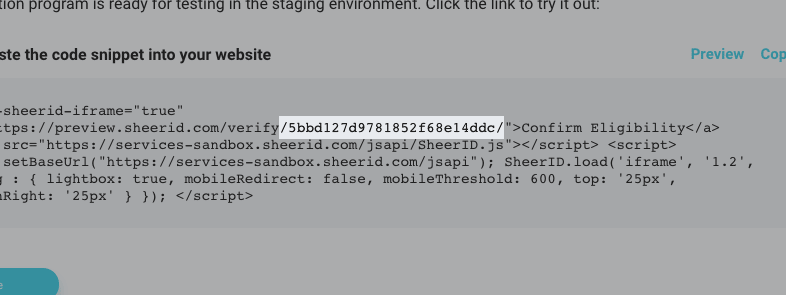 tion program is ready for testing in the staging environment. Click the link to try it out:
ste the code snippet into your website
Preview Cop
-sheerid-iframe="true"
ttps://preview.sheerid.com/verify/5bbd127d9781852f68e14ddc/">Confirm Eligibility</a>
src="https://services-sandbox.sheerid.com/jsapi/SheerID.js"></script> <script>
setBaseUrl("https://services-sandbox.sheerid.com/jsapi"); SheerID.load('iframe', '1.2',
g : { lightbox: true, mobileRedirect: false, mobileThreshold: 600, top: '25px',
nRight: '25px' } }); </script>
e